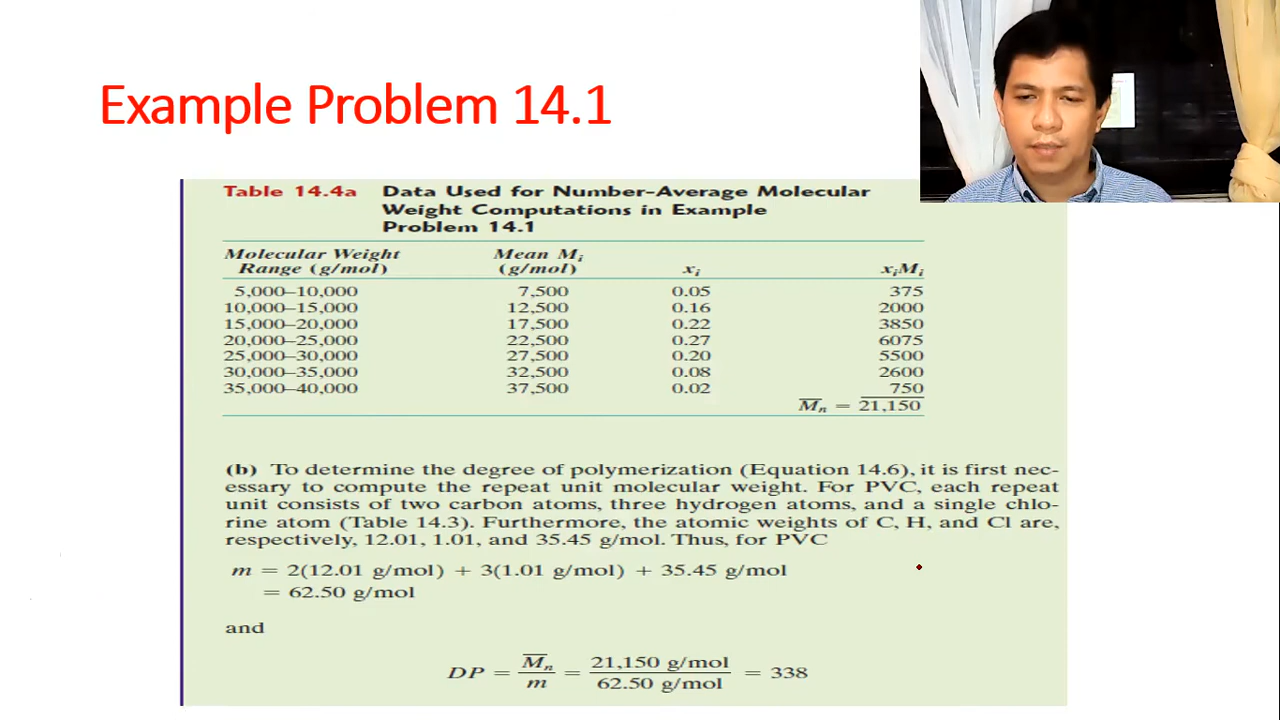 Example Problem 14.1
Table 14.4a Data Used for Number-Average Molecular
Weight Computations in Example
Problem 14.1
Molecular Weight Mean Mᵢ
Range (g/mol) (g/mol) xᵢ xᵢMᵢ
5,000–10,000 7,500 0.05 375
10,000–15,000 12,500 0.16 2000
15,000–20,000 17,500 0.22 3850
20,000–25,000 22,500 0.27 6075
25,000–30,000 27,500 0.20 5500
30,000–35,000 32,500 0.08 2600
35,000–40,000 37,500 0.02 750
M̅ₙ = 21,150
(b) To determine the degree of polymerization (Equation 14.6), it is first nec-
essary to compute the repeat unit molecular weight. For PVC, each repeat
unit consists of two carbon atoms, three hydrogen atoms, and a single chlo-
rine atom (Table 14.3). Furthermore, the atomic weights of C, H, and Cl are,
respectively, 12.01, 1.01, and 35.45 g/mol. Thus, for PVC
m = 2(12.01 g/mol) + 3(1.01 g/mol) + 35.45 g/mol
= 62.50 g/mol
and
DP = M̅ₙ/m = 21,150 g/mol / 62.50 g/mol = 338